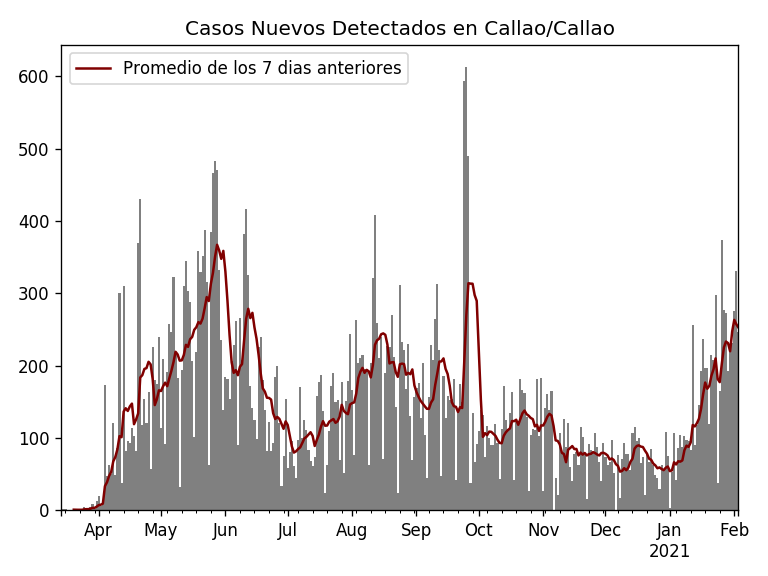 Casos Nuevos Detectados en Callao/Callao
Promedio de los 7 dias anteriores
600
500
400
300
200
100
0
Apr May Jun Jul Aug Sep Oct Nov Dec Jan Feb
2021